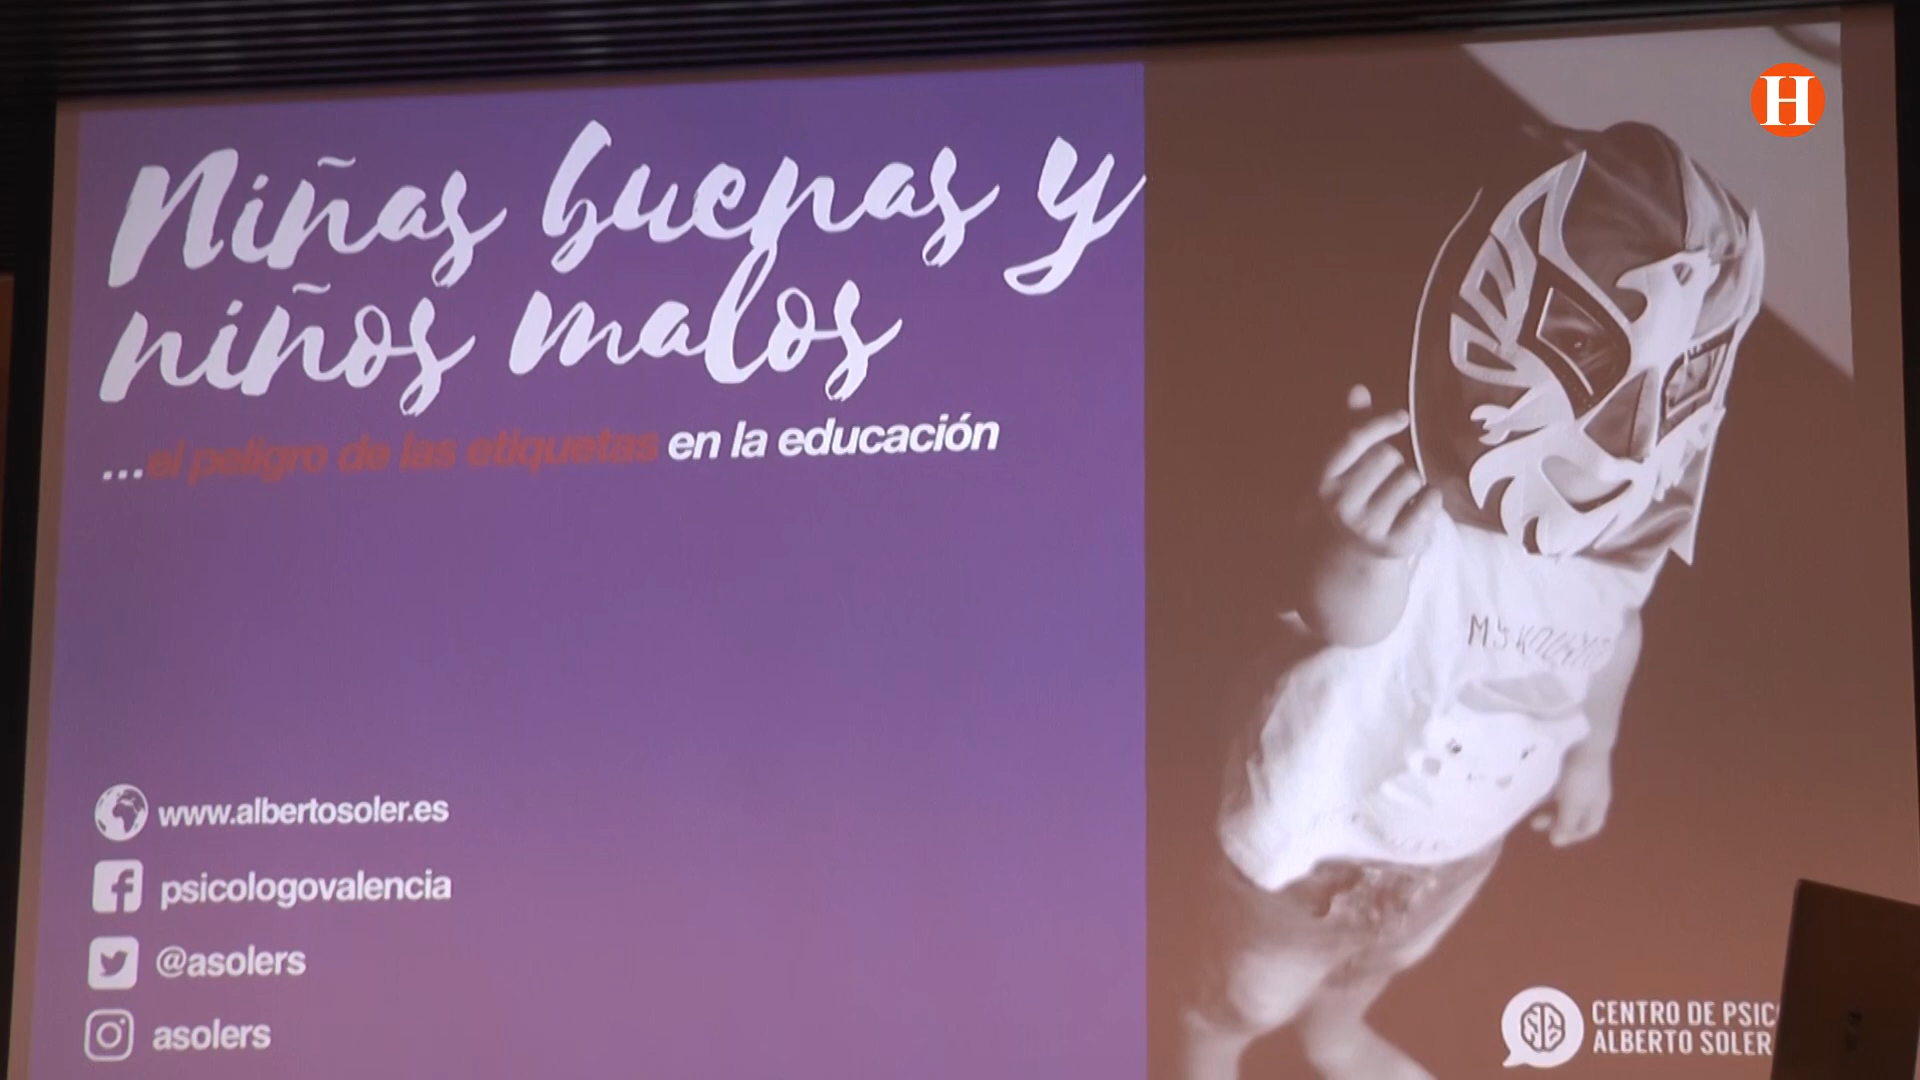 H
Niñas buenas y
niños malos
...el peligro de las etiquetas en la educación
www.albertosoler.es
psicologovalencia
@asolers
asolers
MY
CENTRO DE PSIC
ALBERTO SOLER